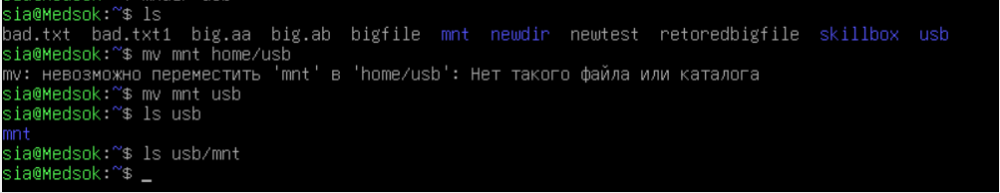 sia@Medsok:~$ ls
bad.txt bad.txt1 big.aa big.ab bigfile mnt newdir newtest retoredbigfile skillbox usb
sia@Medsok:~$ mv mnt home/usb
mv: невозможно переместить 'mnt' в 'home/usb': Нет такого файла или каталога
sia@Medsok:~$ mv mnt usb
sia@Medsok:~$ ls usb
mnt
sia@Medsok:~$ ls usb/mnt
sia@Medsok:~$ _